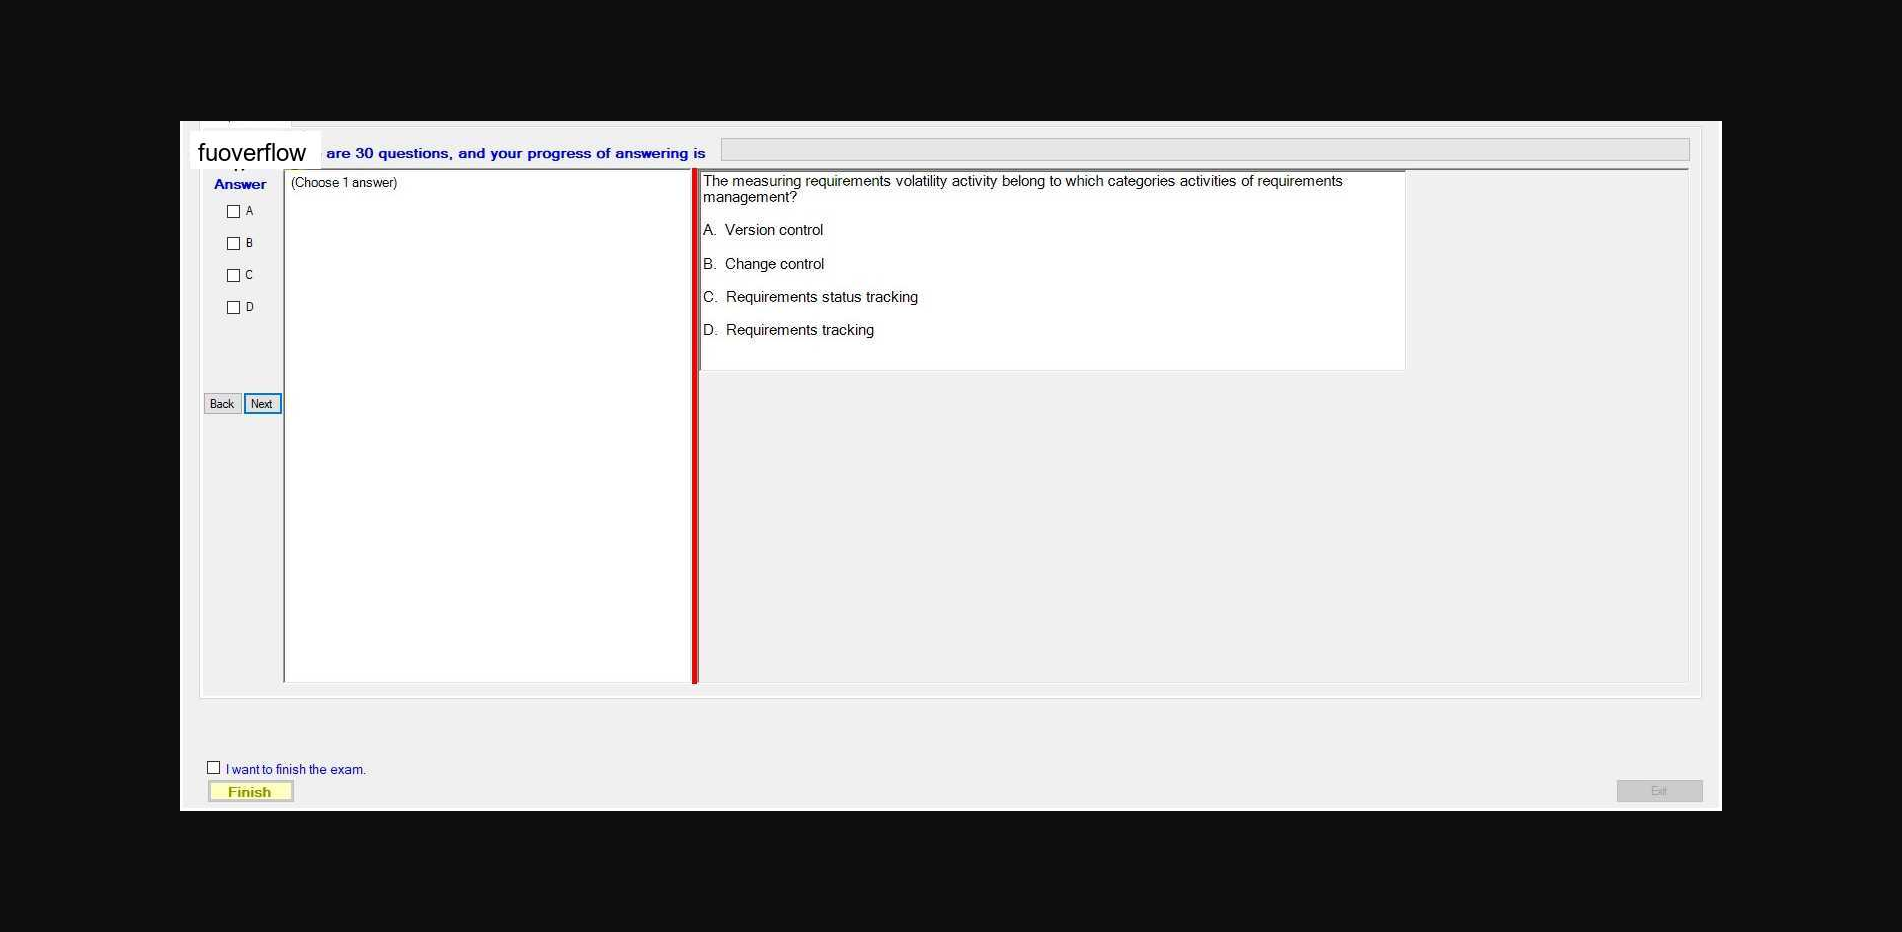 fuoverflow are 30 questions, and your progress of answering is
Answer
A
B
C
D
Back Next
(Choose 1 answer)
The measuring requirements volatility activity belong to which categories activities of requirements
management?
A. Version control
B. Change control
C. Requirements status tracking
D. Requirements tracking
I want to finish the exam.
Finish
Exit